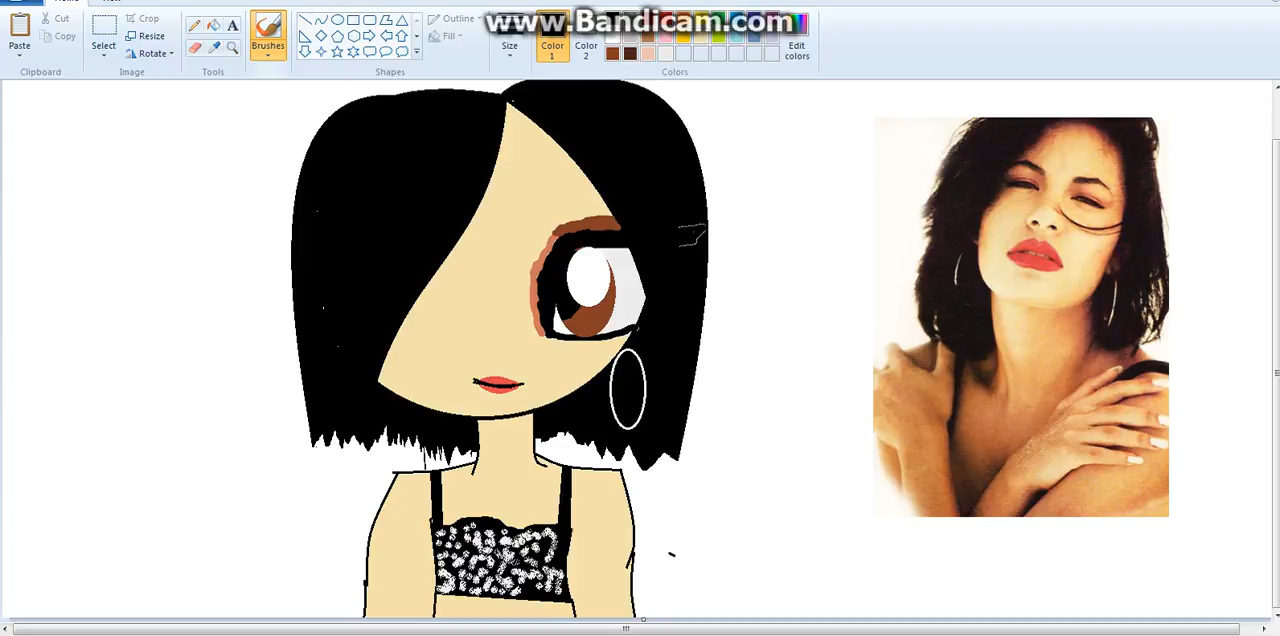 www.Bandicam.com
Cut
Copy
Paste
Clipboard
Select
Crop
Resize
Rotate
Image
A
Tools
Brushes
Outline
Fill
Shapes
Size
Color
1
Color
2
Edit
colors
Colors